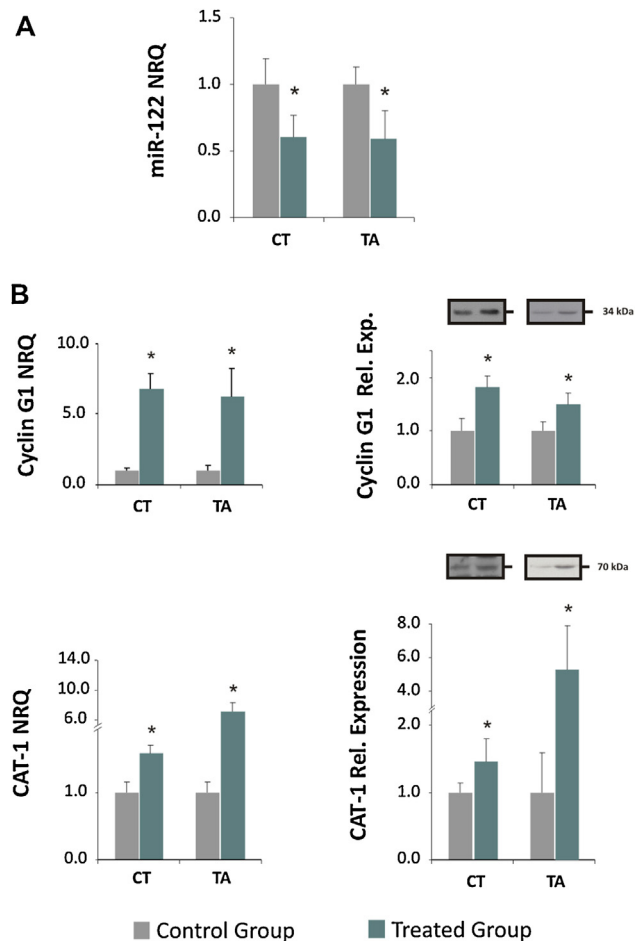 A
miR-122 NRQ
1.5
1.0
0.5
0.0
* *
CT TA
B
Cyclin G1 NRQ
10.0
5.0
0.0
* *
CT TA
34 kDa
Cyclin G1 Rel. Exp.
2.0
1.0
0.0
* *
CT TA
CAT-1 NRQ
14.0
10.0
6.0
1.0
0.0
* *
CT TA
70 kDa
CAT-1 Rel. Expression
8.0
6.0
4.0
2.0
1.0
0.0
* *
CT TA
Control Group Treated Group